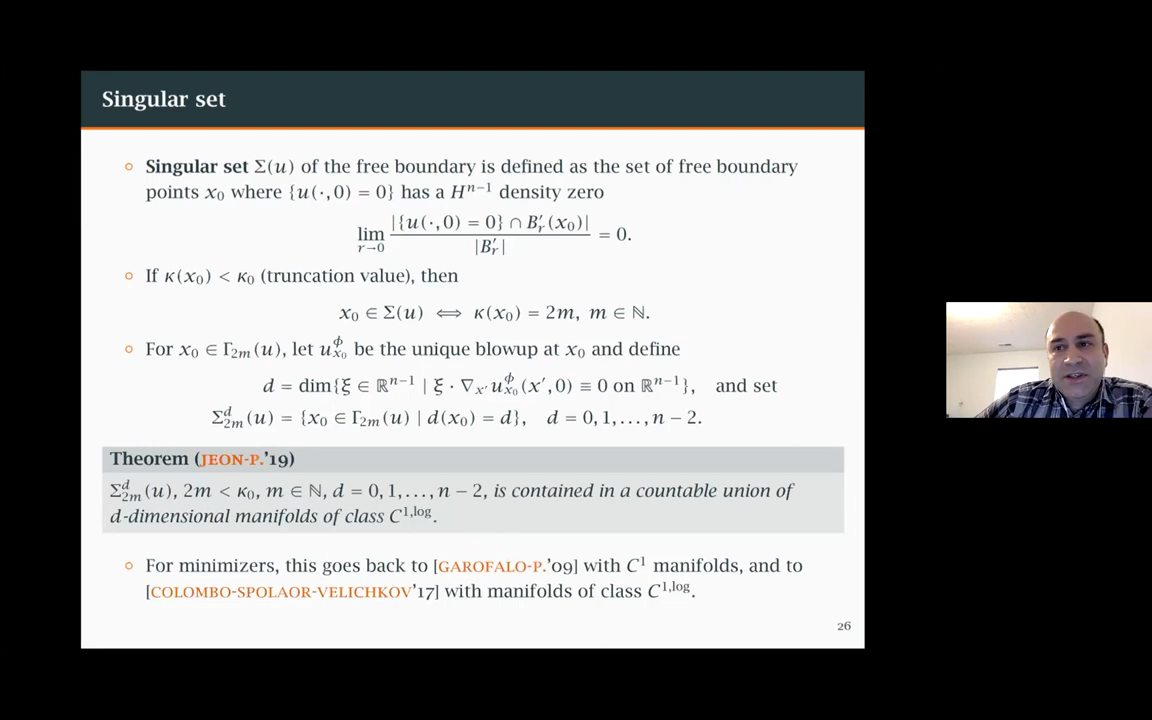 Singular set
∘ Singular set Σ(u) of the free boundary is defined as the set of free boundary
points x₀ where {u(·, 0) = 0} has a Hⁿ⁻¹ density zero
lim_{r→0} |{u(·, 0) = 0} ∩ B′ᵣ(x₀)| / |B′ᵣ| = 0.
∘ If κ(x₀) < κ₀ (truncation value), then
x₀ ∈ Σ(u) ⟺ κ(x₀) = 2m, m ∈ ℕ.
∘ For x₀ ∈ Γ₂ₘ(u), let u^ϕ_{x₀} be the unique blowup at x₀ and define
d = dim{ξ ∈ ℝⁿ⁻¹ | ξ · ∇_{x′} u^ϕ_{x₀}(x′, 0) ≡ 0 on ℝⁿ⁻¹}, and set
Σ^d_{2m}(u) = {x₀ ∈ Γ₂ₘ(u) | d(x₀) = d}, d = 0, 1, . . . , n − 2.
Theorem (JEON-P.’19)
Σ^d_{2m}(u), 2m < κ₀, m ∈ ℕ, d = 0, 1, . . . , n − 2, is contained in a countable union of
d-dimensional manifolds of class C^{1,log}.
∘ For minimizers, this goes back to [GAROFALO-P.’09] with C¹ manifolds, and to
[COLOMBO-SPOLAOR-VELICHKOV’17] with manifolds of class C^{1,log}.
26